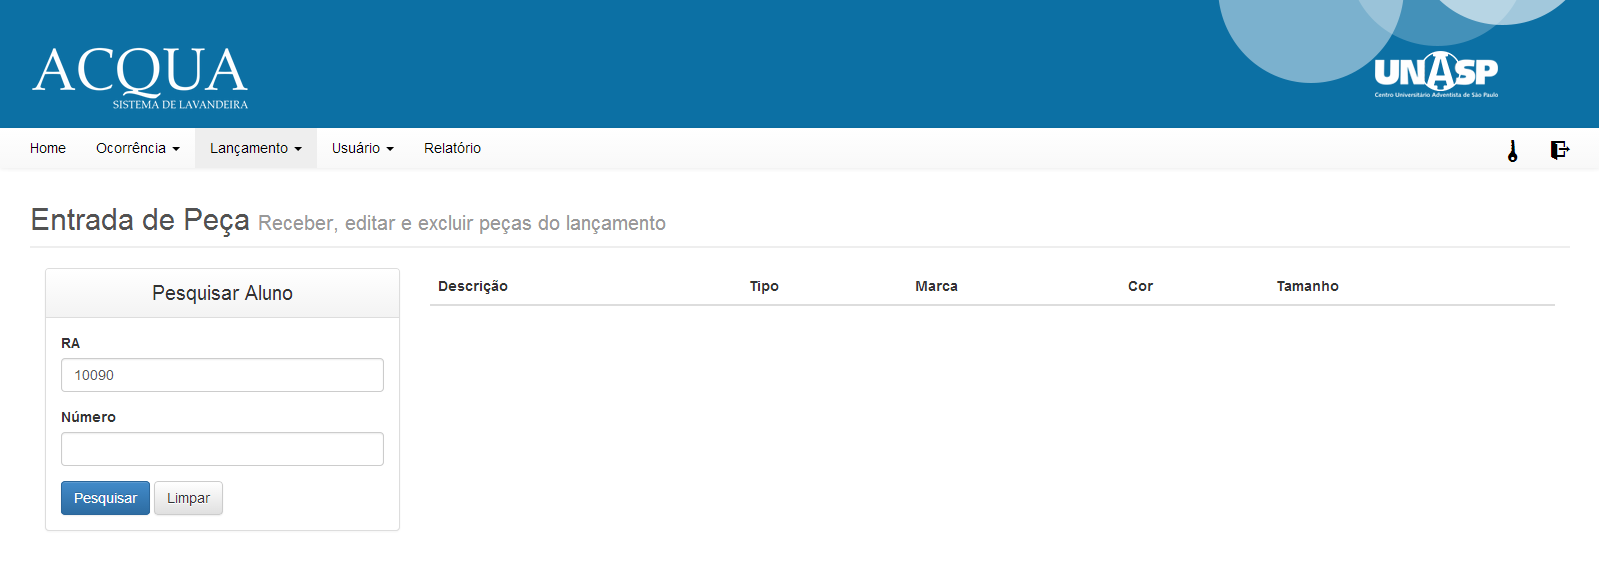 ACQUA
SISTEMA DE LAVANDEIRA
UNASP
Centro Universitário Adventista de São Paulo
Home Ocorrência Lançamento Usuário Relatório
Entrada de Peça Receber, editar e excluir peças do lançamento
Pesquisar Aluno
RA
10090
Número
Pesquisar Limpar
Descrição Tipo Marca Cor Tamanho